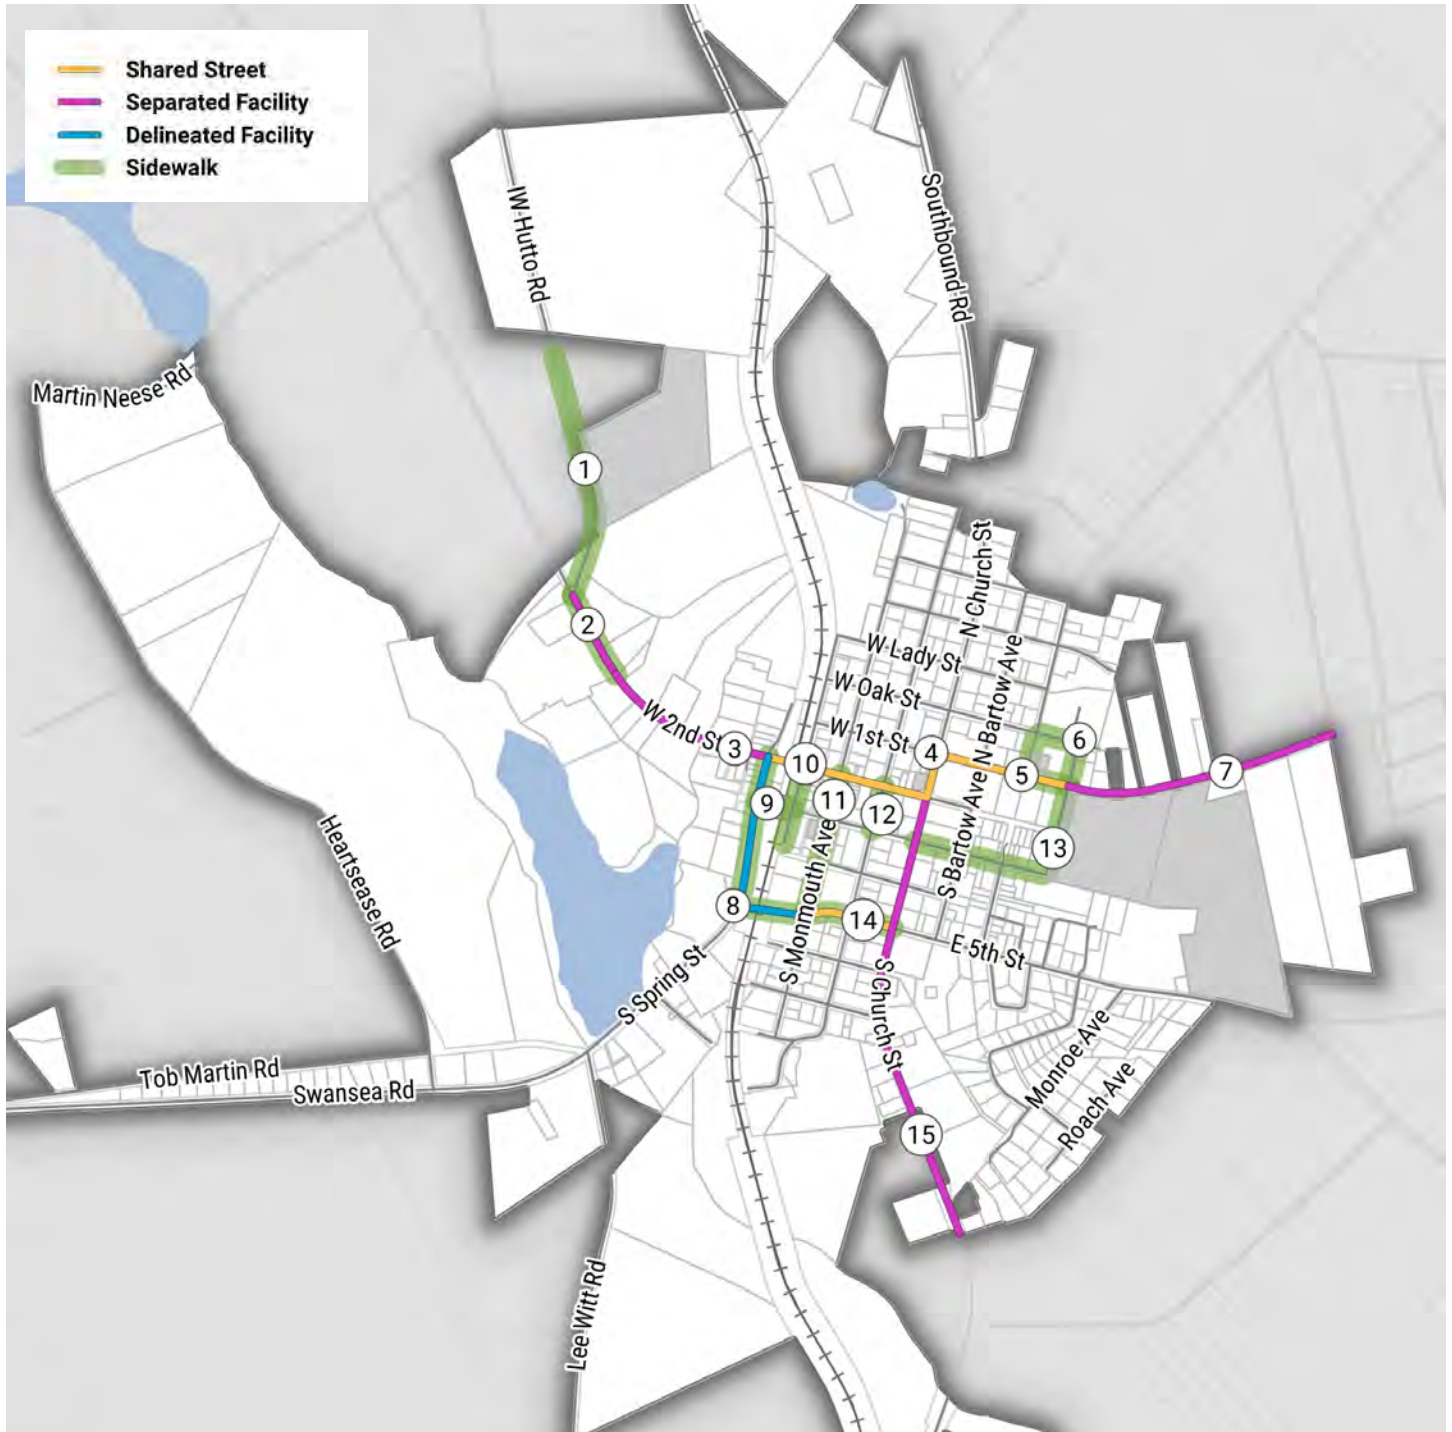 Shared Street
Separated Facility
Delineated Facility
Sidewalk
IW Hutto Rd
Southbound Rd
Martin Neese Rd
1
N Church St
2
W Lady St
N Bartow Ave
W Oak St
W 2nd St
W 1st St
3
4
6
10
5
7
9
11
12
S Bartow Ave
S Monmouth Ave
13
Heartsease Rd
8
14
E 5th St
S Spring St
S Church St
Monroe Ave
Tob Martin Rd
Swansea Rd
Roach Ave
15
Lee Witt Rd